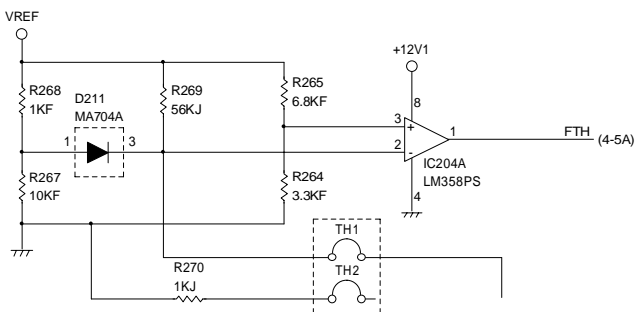 VREF
+12V1
R268
1KF
D211
MA704A
R269
56KJ
R265
6.8KF
8
1
3
3
+
1
FTH
(4-5A)
2
-
IC204A
LM358PS
R267
10KF
R264
3.3KF
4
TH1
R270
1KJ
TH2